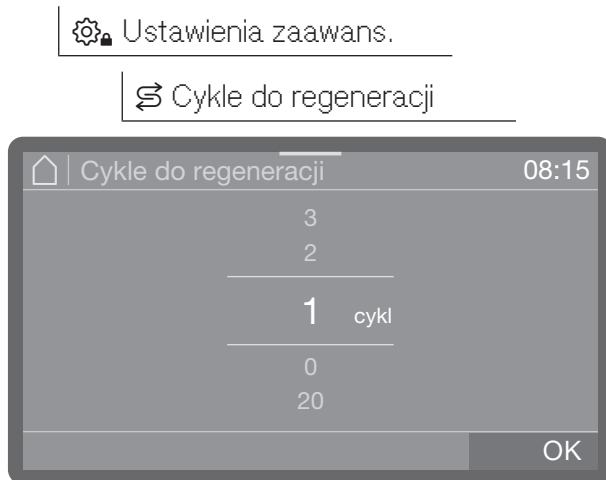 Ustawienia zaawans.
Cykle do regeneracji
Cykle do regeneracji 08:15
3
2
1 cykl
0
20
OK